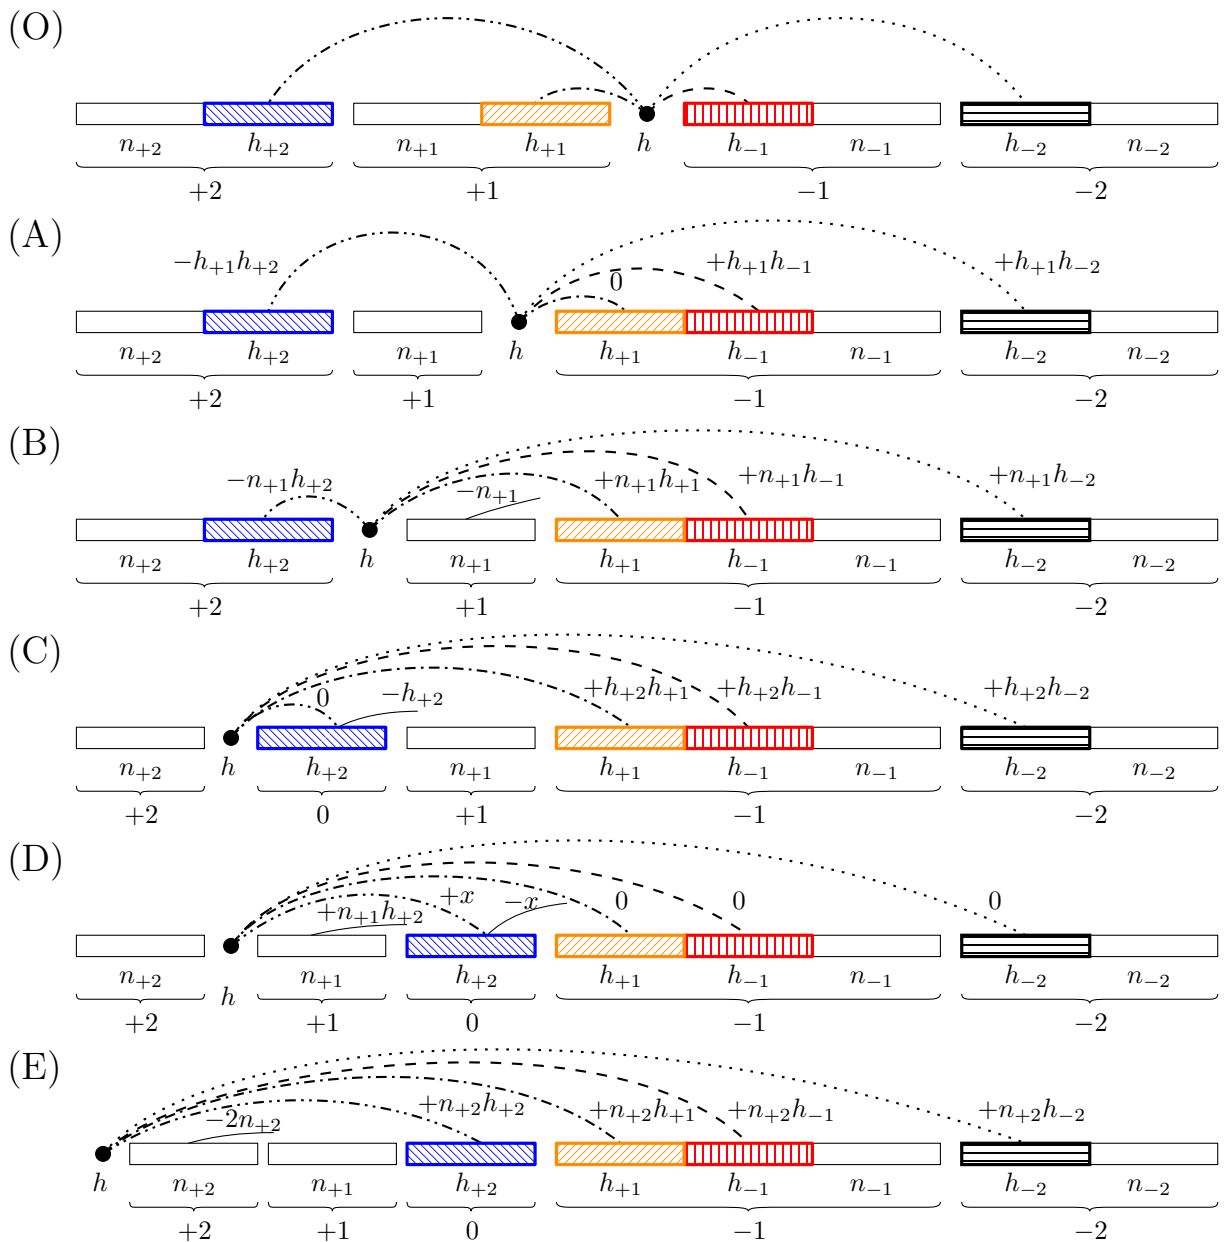 (O)
n₊₂ h₊₂ n₊₁ h₊₁ h h₋₁ n₋₁ h₋₂ n₋₂
+2 +1 −1 −2
(A)
−h₊₁h₊₂ 0 +h₊₁h₋₁ +h₊₁h₋₂
n₊₂ h₊₂ n₊₁ h h₊₁ h₋₁ n₋₁ h₋₂ n₋₂
+2 +1 −1 −2
(B)
−n₊₁h₊₂ −n₊₁ +n₊₁h₊₁ +n₊₁h₋₁ +n₊₁h₋₂
n₊₂ h₊₂ h n₊₁ h₊₁ h₋₁ n₋₁ h₋₂ n₋₂
+2 +1 −1 −2
(C)
0 −h₊₂ +h₊₂h₊₁ +h₊₂h₋₁ +h₊₂h₋₂
n₊₂ h h₊₂ n₊₁ h₊₁ h₋₁ n₋₁ h₋₂ n₋₂
+2 0 +1 −1 −2
(D)
+n₊₁h₊₂ +x −x 0 0 0
n₊₂ h n₊₁ h₊₂ h₊₁ h₋₁ n₋₁ h₋₂ n₋₂
+2 +1 0 −1 −2
(E)
−2n₊₂ +n₊₂h₊₂ +n₊₂h₊₁ +n₊₂h₋₁ +n₊₂h₋₂
h n₊₂ n₊₁ h₊₂ h₊₁ h₋₁ n₋₁ h₋₂ n₋₂
+2 +1 0 −1 −2